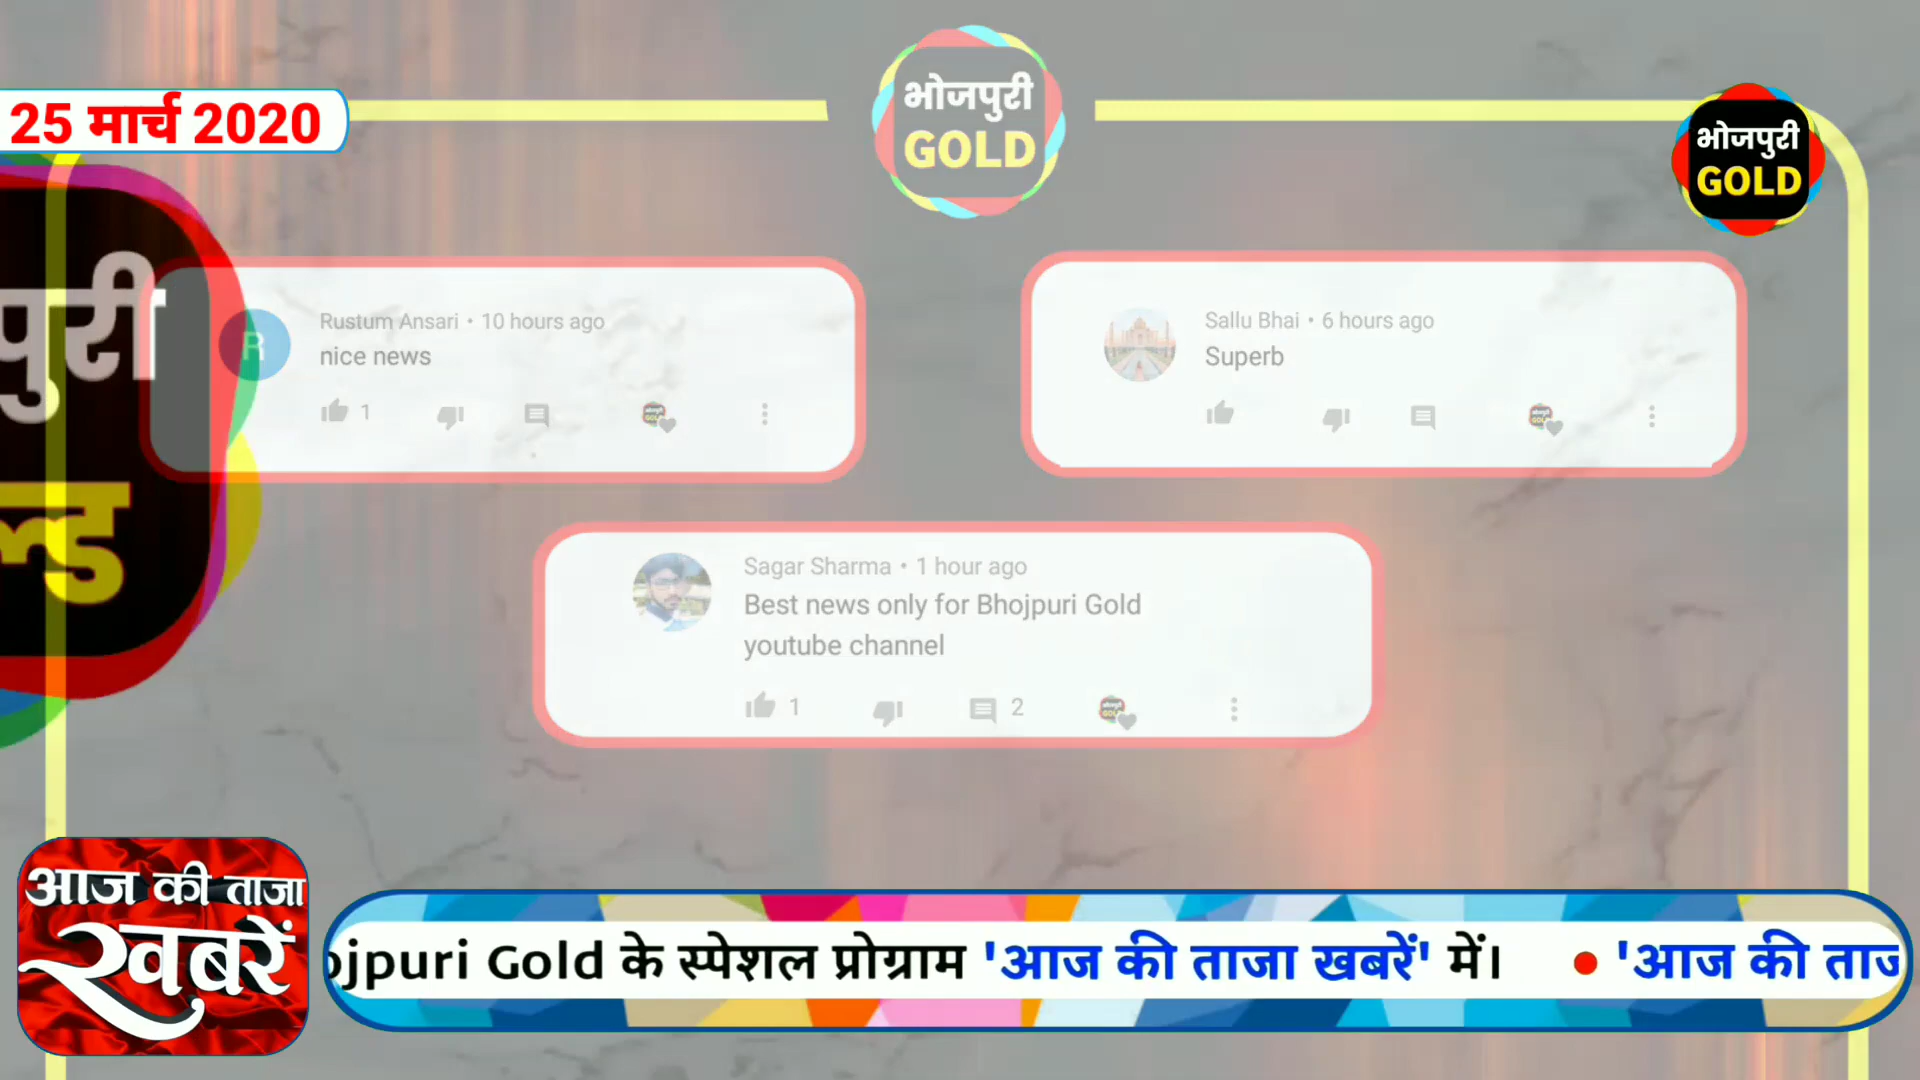 25 मार्च 2020
भोजपुरी
GOLD
भोजपुरी
GOLD
पुरी
ल्ड
R
Rustum Ansari • 10 hours ago
nice news
1
Sallu Bhai • 6 hours ago
Superb
Sagar Sharma • 1 hour ago
Best news only for Bhojpuri Gold
youtube channel
1
2
आज की ताजा
खबरें
ojpuri Gold के स्पेशल प्रोग्राम 'आज की ताजा खबरें' में। • 'आज की ताज